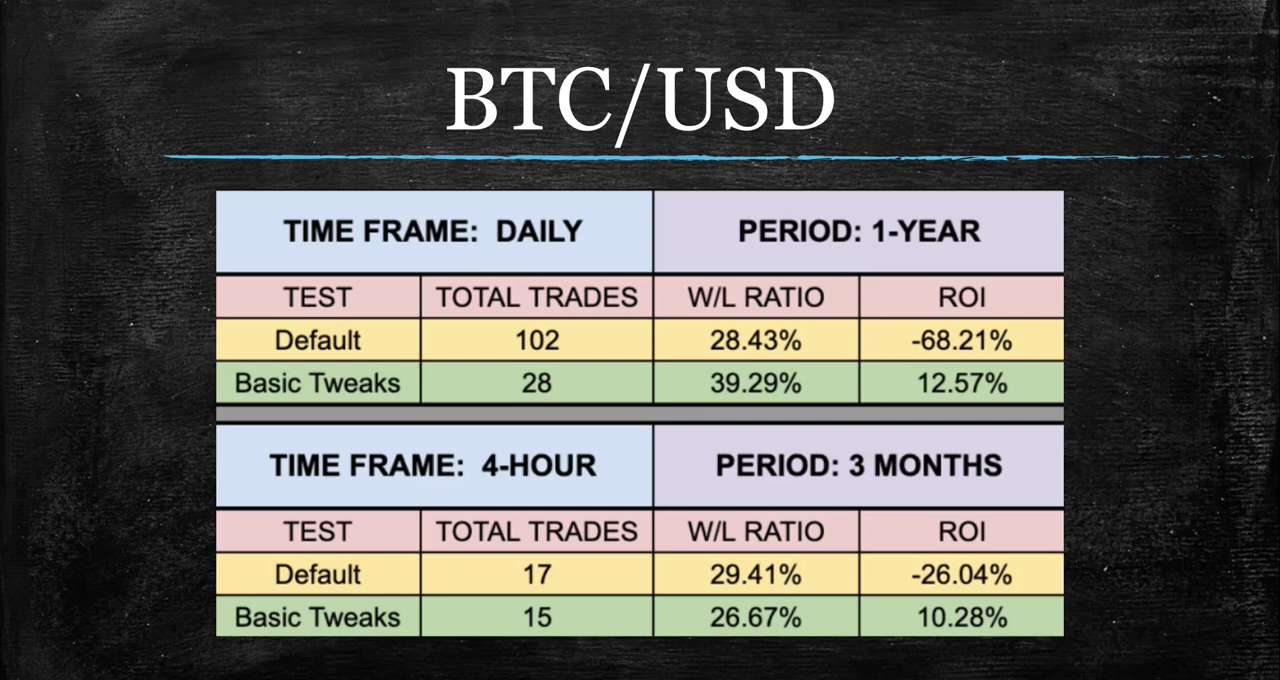 BTC/USD
TIME FRAME: DAILY PERIOD: 1-YEAR
TEST TOTAL TRADES W/L RATIO ROI
Default 102 28.43% -68.21%
Basic Tweaks 28 39.29% 12.57%
TIME FRAME: 4-HOUR PERIOD: 3 MONTHS
TEST TOTAL TRADES W/L RATIO ROI
Default 17 29.41% -26.04%
Basic Tweaks 15 26.67% 10.28%